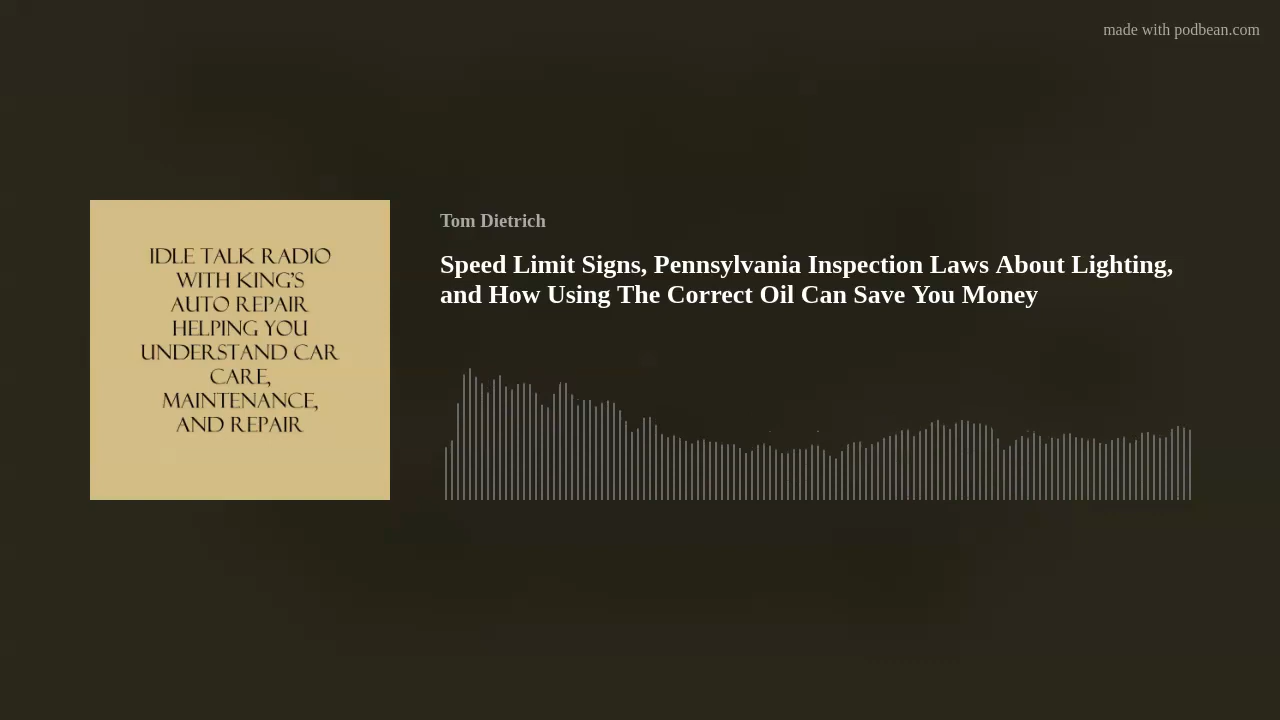 made with podbean.com
IDLE TALK RADIO
WITH KING'S
AUTO REPAIR
HELPING YOU
UNDERSTAND CAR
CARE,
MAINTENANCE,
AND REPAIR
Tom Dietrich
Speed Limit Signs, Pennsylvania Inspection Laws About Lighting,
and How Using The Correct Oil Can Save You Money